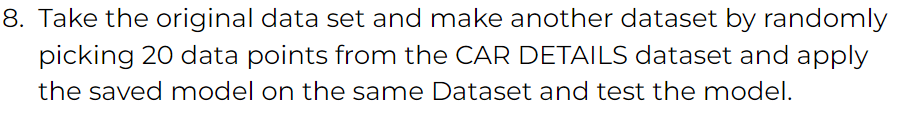 8. Take the original data set and make another dataset by randomly
picking 20 data points from the CAR DETAILS dataset and apply
the saved model on the same Dataset and test the model.